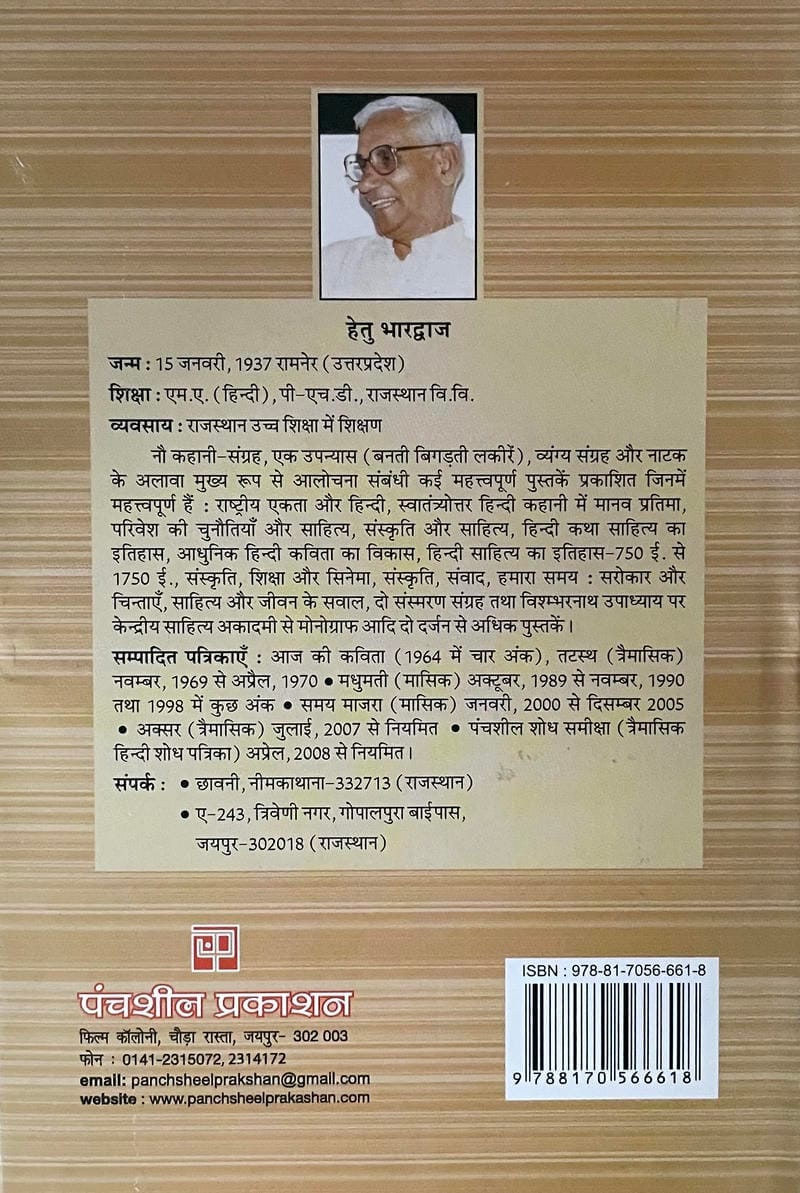 हेतु भारद्वाज
जन्म : 15 जनवरी, 1937 रामनेर (उत्तरप्रदेश)
शिक्षा : एम.ए. (हिन्दी), पी-एच.डी., राजस्थान वि.वि.
व्यवसाय : राजस्थान उच्च शिक्षा में शिक्षण
नौ कहानी-संग्रह, एक उपन्यास (बनती बिगड़ती लकीरें), व्यंग्य संग्रह और नाटक
के अलावा मुख्य रूप से आलोचना संबंधी कई महत्त्वपूर्ण पुस्तकें प्रकाशित जिनमें
महत्त्वपूर्ण हैं : राष्ट्रीय एकता और हिन्दी, स्वातंत्र्योत्तर हिन्दी कहानी में मानव प्रतिमा,
परिवेश की चुनौतियाँ और साहित्य, संस्कृति और साहित्य, हिन्दी कथा साहित्य का
इतिहास, आधुनिक हिन्दी कविता का विकास, हिन्दी साहित्य का इतिहास-750 ई. से
1750 ई., संस्कृति, शिक्षा और सिनेमा, संस्कृति, संवाद, हमारा समय : सरोकार और
चिन्ताएँ, साहित्य और जीवन के सवाल, दो संस्मरण संग्रह तथा विश्म्भरनाथ उपाध्याय पर
केन्द्रीय साहित्य अकादमी से मोनोग्राफ आदि दो दर्जन से अधिक पुस्तकें।
सम्पादित पत्रिकाएँ : आज की कविता (1964 में चार अंक), तटस्थ (त्रैमासिक)
नवम्बर, 1969 से अप्रेल, 1970 • मधुमती (मासिक) अक्टूबर, 1989 से नवम्बर, 1990
तथा 1998 में कुछ अंक • समय माजरा (मासिक) जनवरी, 2000 से दिसम्बर 2005
• अक्सर (त्रैमासिक) जुलाई, 2007 से नियमित • पंचशील शोध समीक्षा (त्रैमासिक
हिन्दी शोध पत्रिका) अप्रेल, 2008 से नियमित।
संपर्क : • छावनी, नीमकाथाना-332713 (राजस्थान)
• ए-243, त्रिवेणी नगर, गोपालपुरा बाईपास,
जयपुर-302018 (राजस्थान)
पंचशील प्रकाशन
फिल्म कॉलोनी, चौड़ा रास्ता, जयपुर- 302 003
फोन : 0141-2315072, 2314172
email: panchsheelprakshan@gmail.com
website : www.panchsheelprakashan.com
ISBN : 978-81-7056-661-8
9 788170 566618